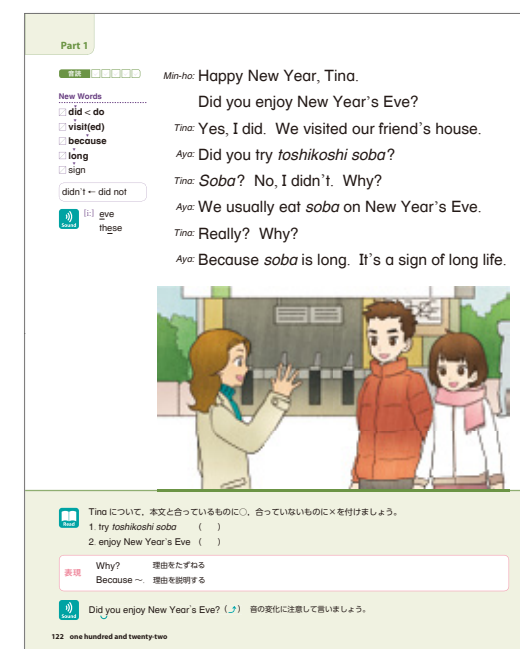 Part 1
音読
New Words
did < do
visit(ed)
because
long
sign
didn't ← did not
Sound [iː] eve
these
Min-ho: Happy New Year, Tina.
Did you enjoy New Year's Eve?
Tina: Yes, I did. We visited our friend's house.
Aya: Did you try toshikoshi soba?
Tina: Soba? No, I didn't. Why?
Aya: We usually eat soba on New Year's Eve.
Tina: Really? Why?
Aya: Because soba is long. It's a sign of long life.
Read Tina について，本文と合っているものに○，合っていないものに×を付けましょう。
1. try toshikoshi soba ( )
2. enjoy New Year's Eve ( )
表現
Why? 理由をたずねる
Because ～. 理由を説明する
Sound Did you enjoy New Year's Eve? (⤴) 音の変化に注意して言いましょう。
122 one hundred and twenty-two